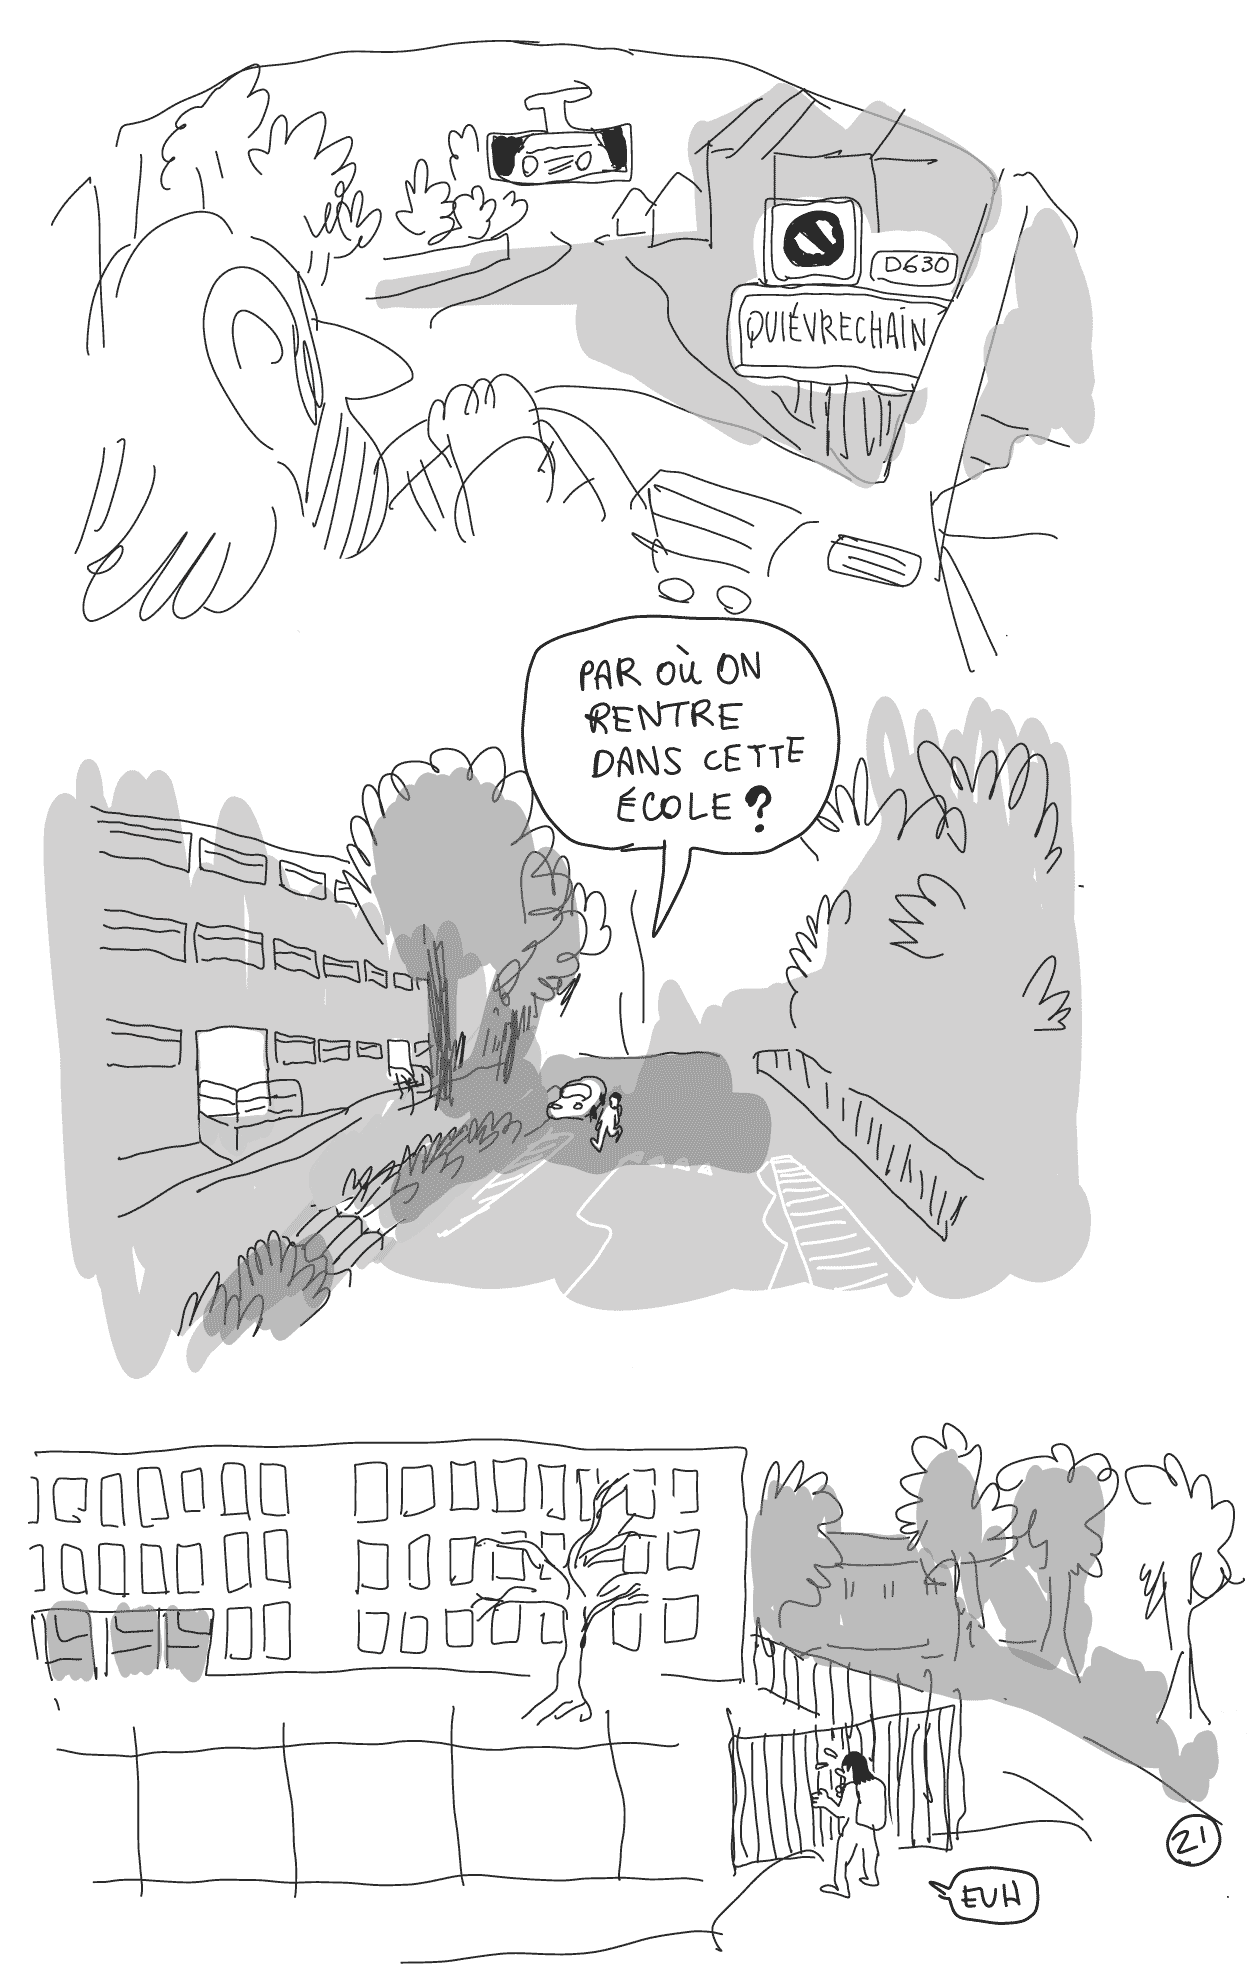 D630
QUIÉVRECHAIN
PAR OÙ ON
RENTRE
DANS CETTE
ÉCOLE ?
21
EUH